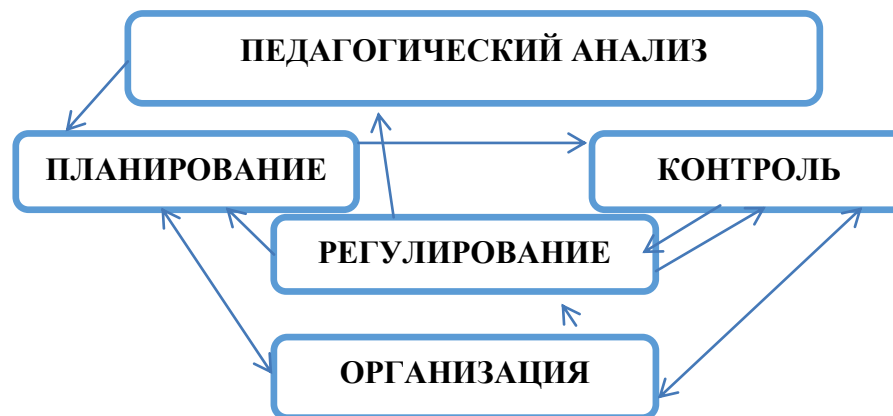 ПЕДАГОГИЧЕСКИЙ АНАЛИЗ
ПЛАНИРОВАНИЕ
КОНТРОЛЬ
РЕГУЛИРОВАНИЕ
ОРГАНИЗАЦИЯ